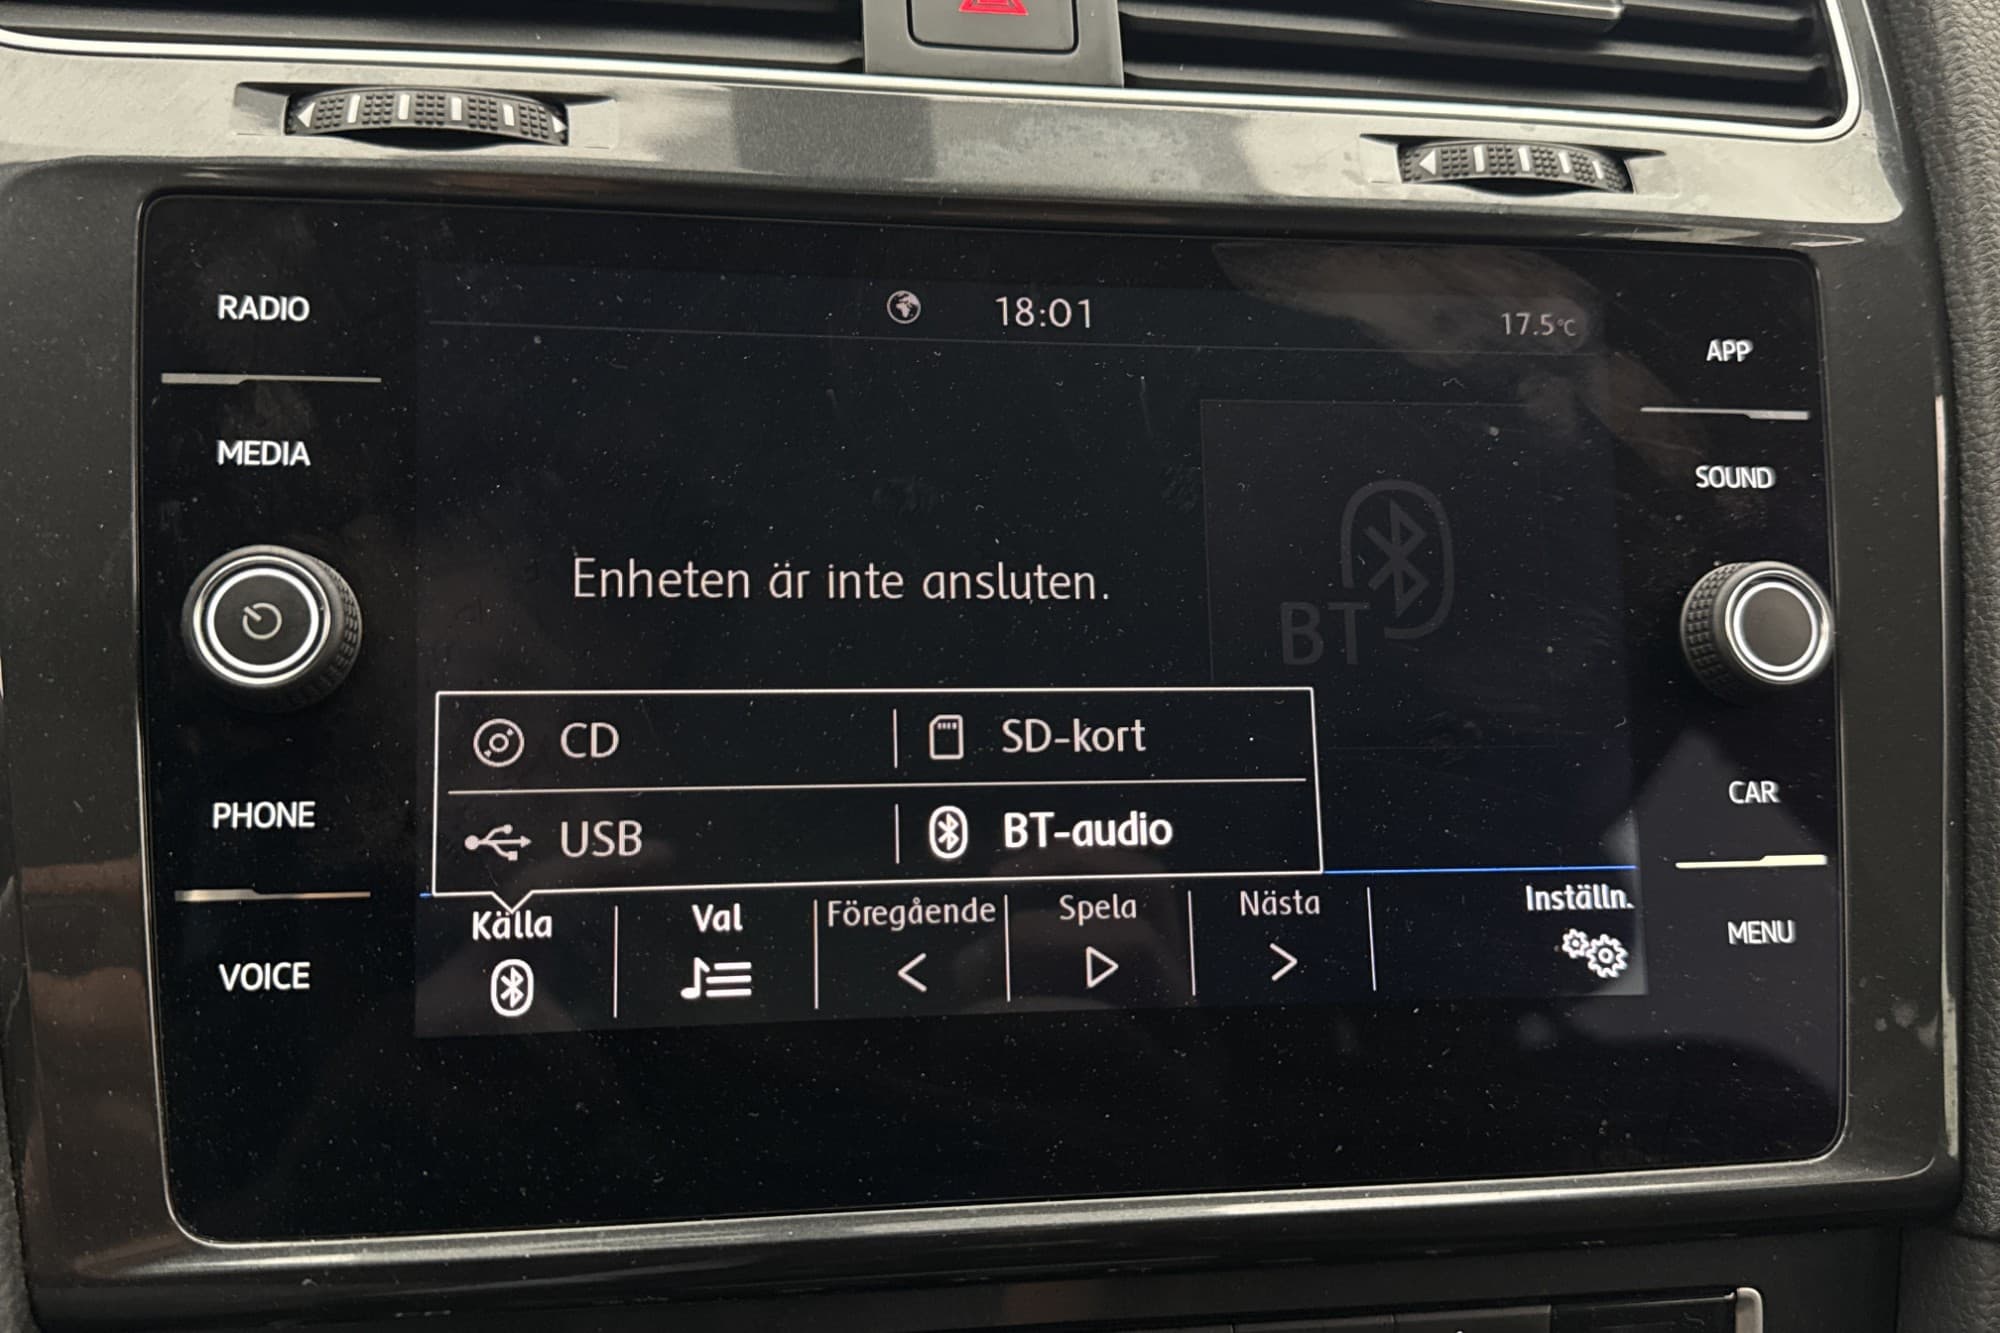 RADIO
MEDIA
PHONE
VOICE
18:01
17.5°C
Enheten är inte ansluten.
BT
CD
SD-kort
USB
BT-audio
Källa
Val
Föregående
Spela
Nästa
Inställn.
APP
SOUND
CAR
MENU